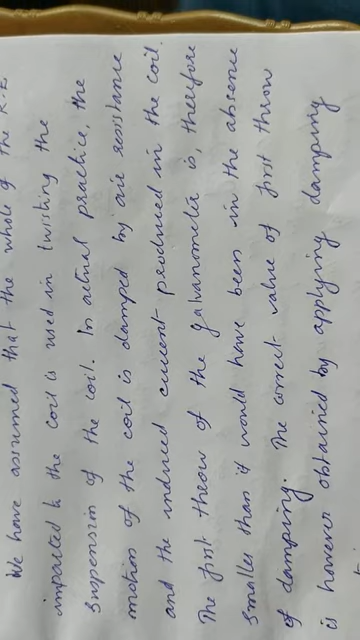 We have assumed that the whole of the K.E
imparted to the coil is used in twisting the
suspension of the coil. In actual practice, the
motion of the coil is damped by air resistance
and the induced current produced in the coil.
The first throw of the galvanometer is, therefore
smaller than it would have been in the absence
of damping. The correct value of first throw
is however obtained by applying damping